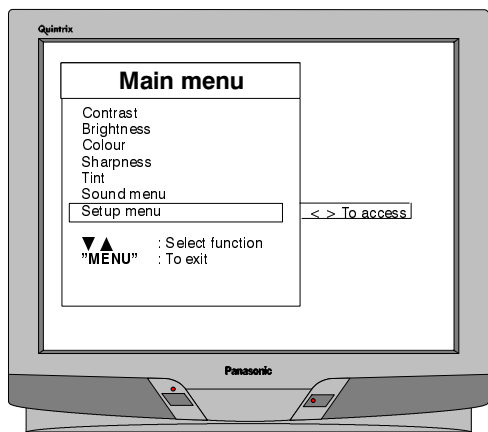 Quintrix
Main menu
Contrast
Brightness
Colour
Sharpness
Tint
Sound menu
Setup menu
< > To access
▼ ▲ : Select function
"MENU" : To exit
Panasonic